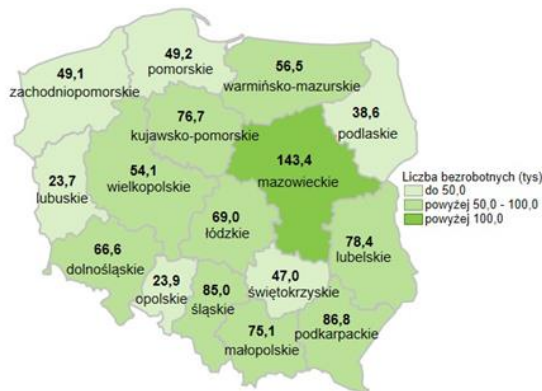 49,2
pomorskie
56,5
warmińsko-mazurskie
49,1
zachodniopomorskie
38,6
podlaskie
76,7
kujawsko-pomorskie
143,4
mazowieckie
54,1
wielkopolskie
23,7
lubuskie
Liczba bezrobotnych (tys)
do 50,0
powyżej 50,0 - 100,0
powyżej 100,0
69,0
łódzkie
78,4
lubelskie
66,6
dolnośląskie
23,9
opolskie
85,0
śląskie
47,0
świętokrzyskie
75,1
małopolskie
86,8
podkarpackie